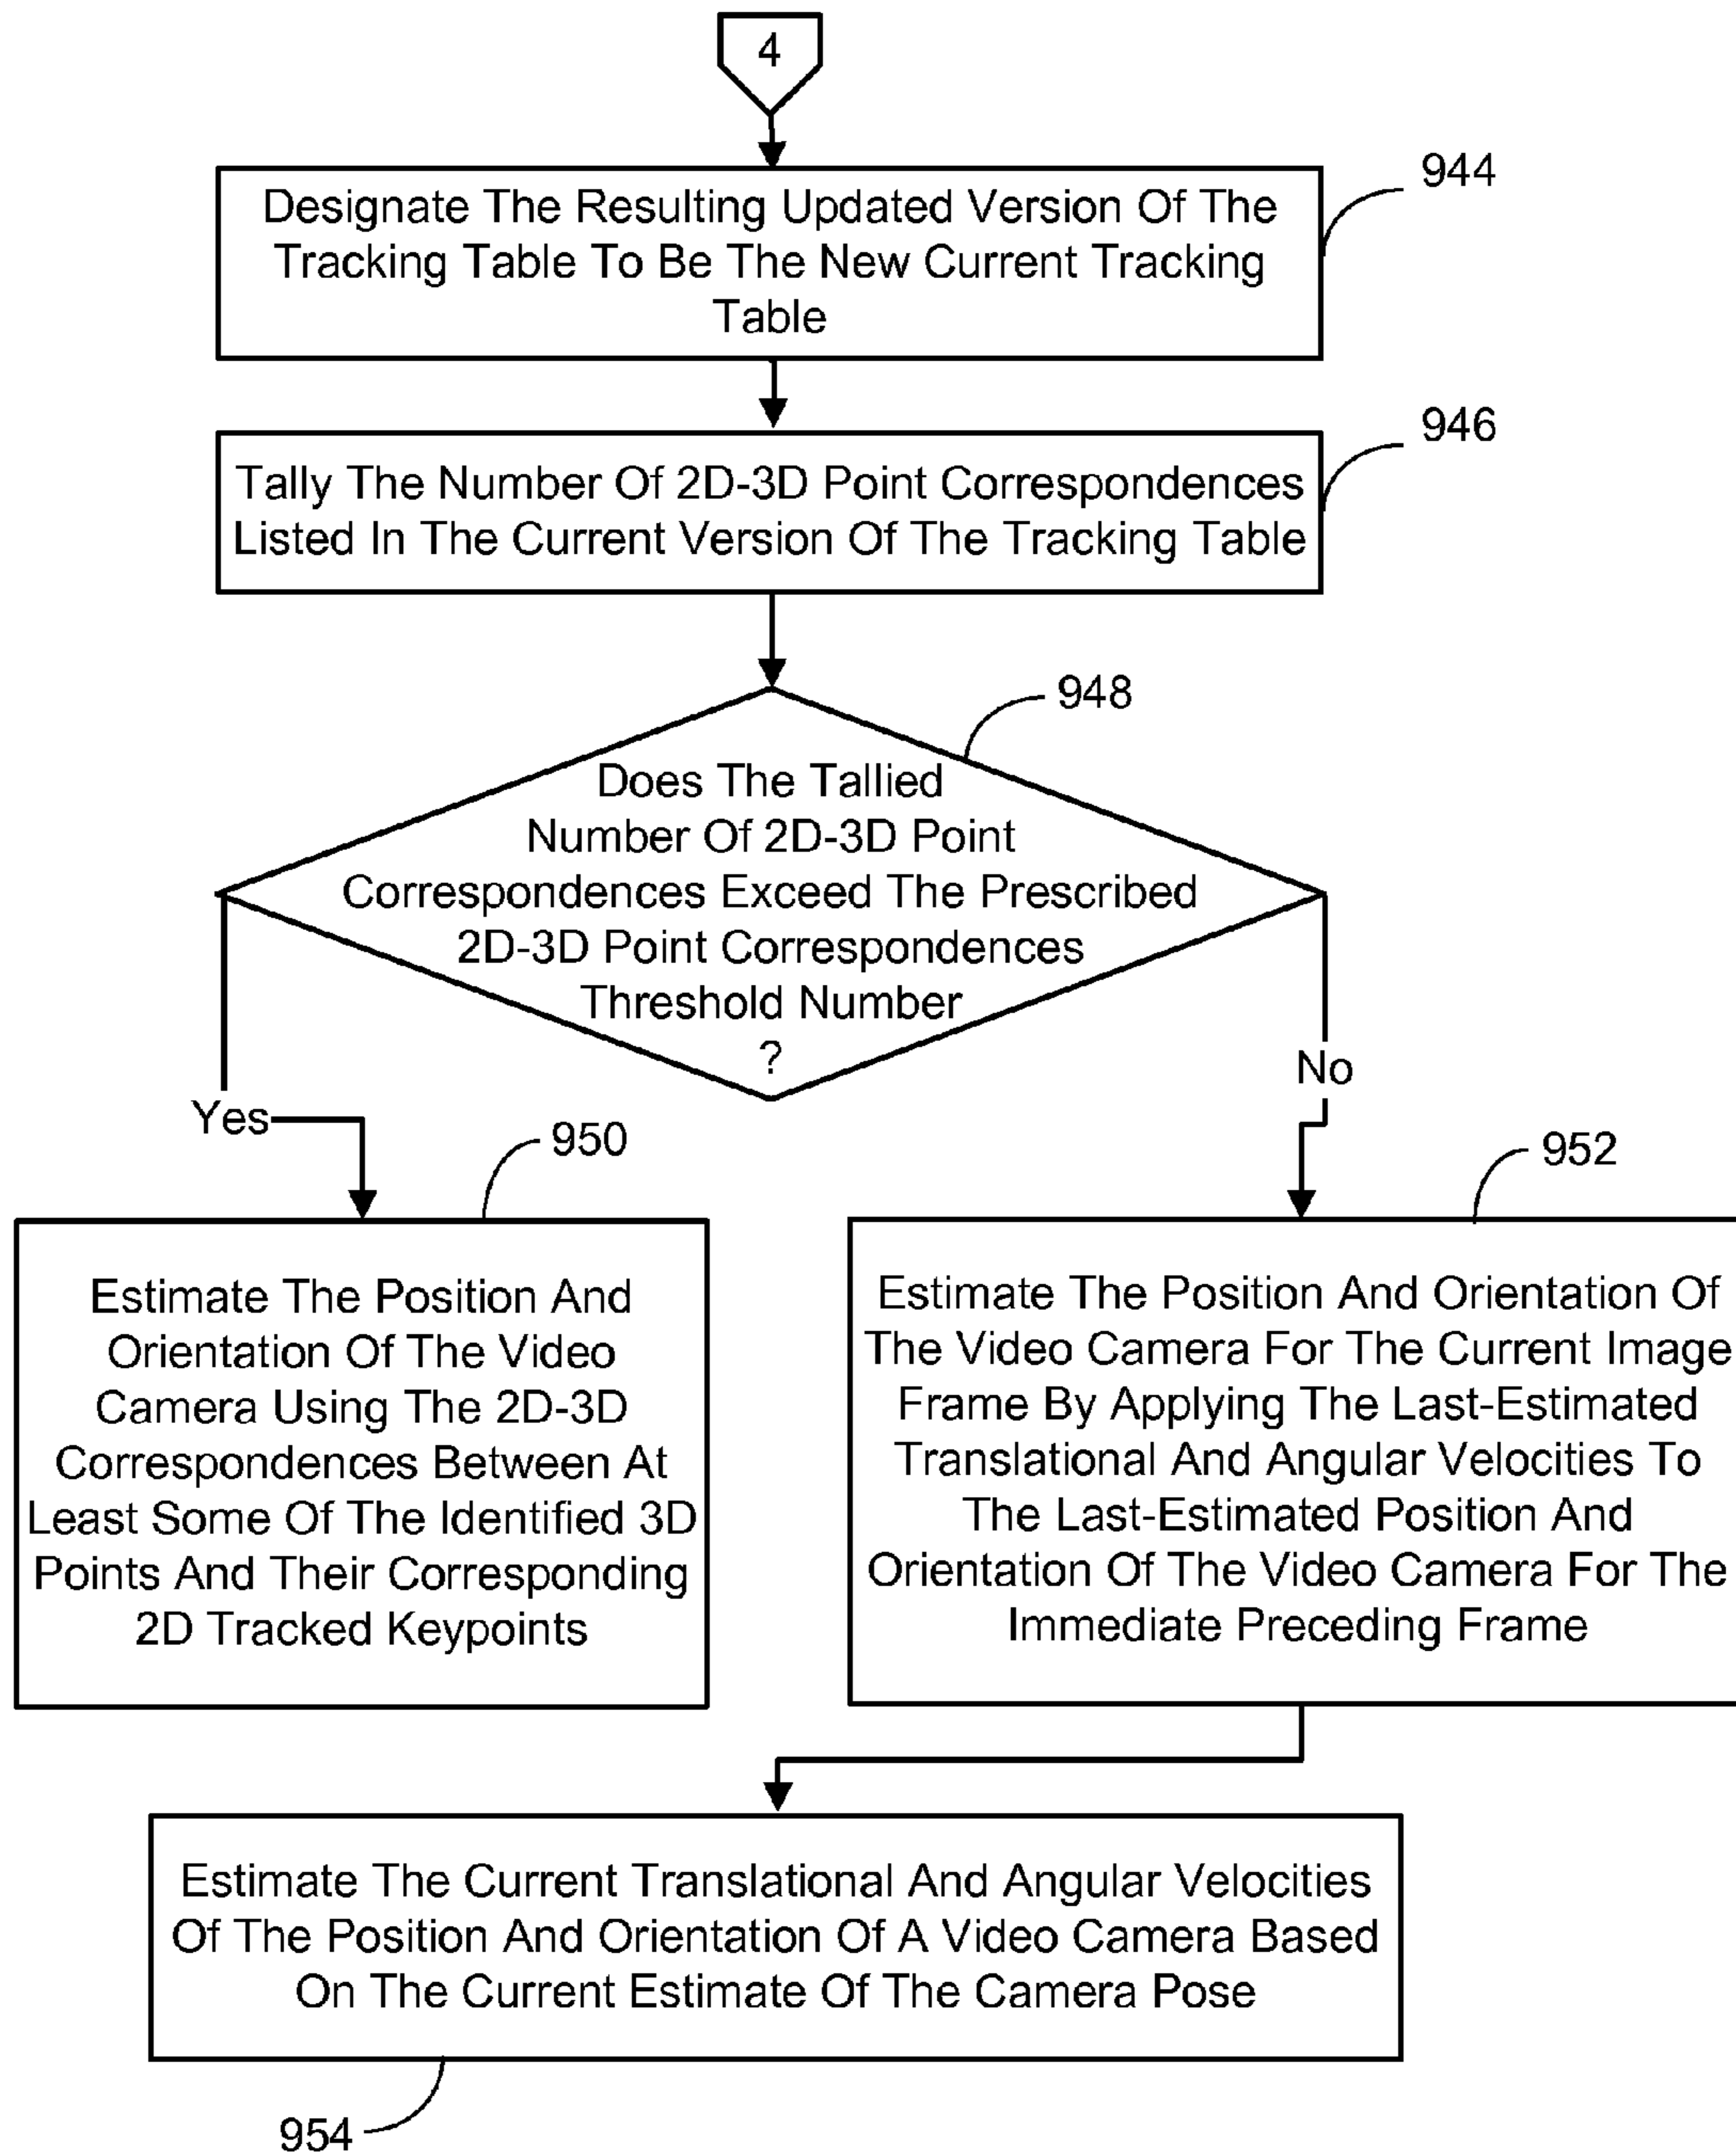 4
944
Designate The Resulting Updated Version Of The
Tracking Table To Be The New Current Tracking
Table
946
Tally The Number Of 2D-3D Point Correspondences
Listed In The Current Version Of The Tracking Table
948
Does The Tallied
Number Of 2D-3D Point
Correspondences Exceed The Prescribed
2D-3D Point Correspondences
Threshold Number
?
Yes
No
950
Estimate The Position And
Orientation Of The Video
Camera Using The 2D-3D
Correspondences Between At
Least Some Of The Identified 3D
Points And Their Corresponding
2D Tracked Keypoints
952
Estimate The Position And Orientation Of
The Video Camera For The Current Image
Frame By Applying The Last-Estimated
Translational And Angular Velocities To
The Last-Estimated Position And
Orientation Of The Video Camera For The
Immediate Preceding Frame
Estimate The Current Translational And Angular Velocities
Of The Position And Orientation Of A Video Camera Based
On The Current Estimate Of The Camera Pose
954